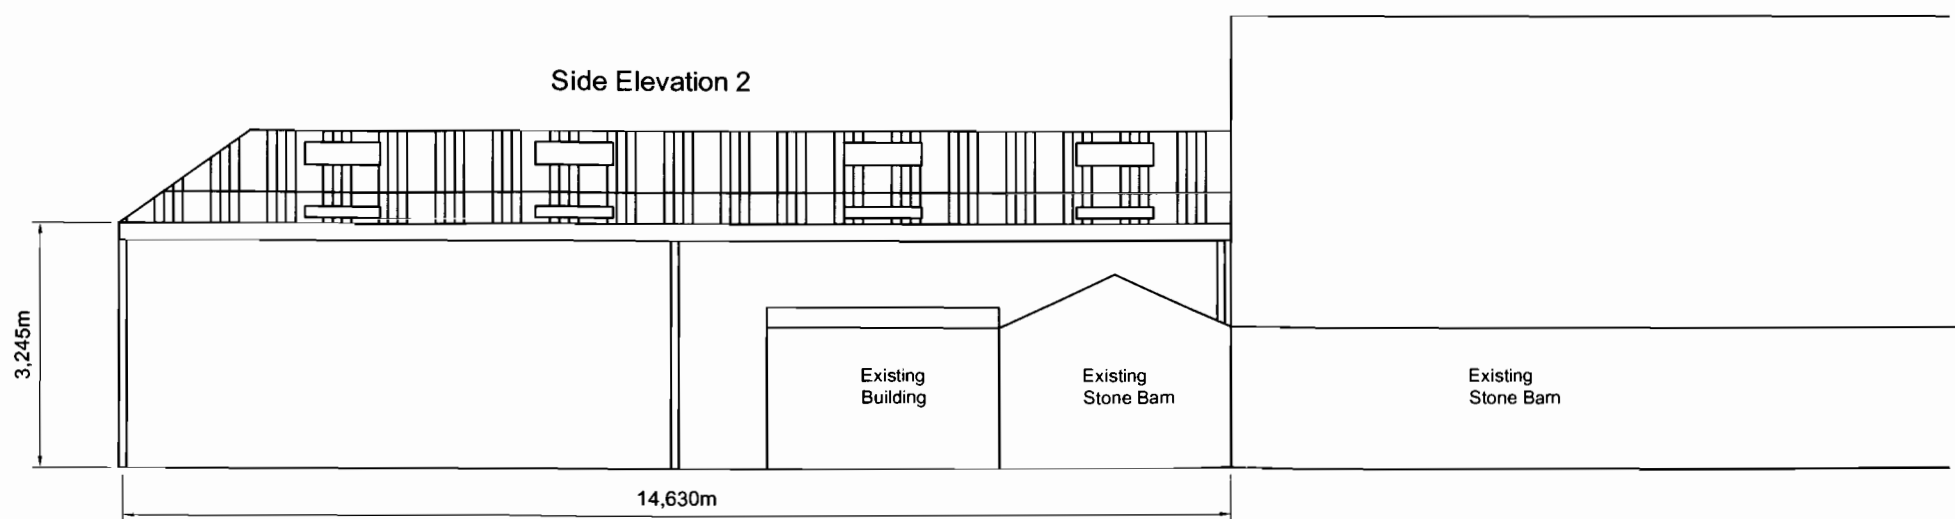 Side Elevation 2
3,245m
Existing
Building
Existing
Stone Barn
Existing
Stone Barn
14,630m